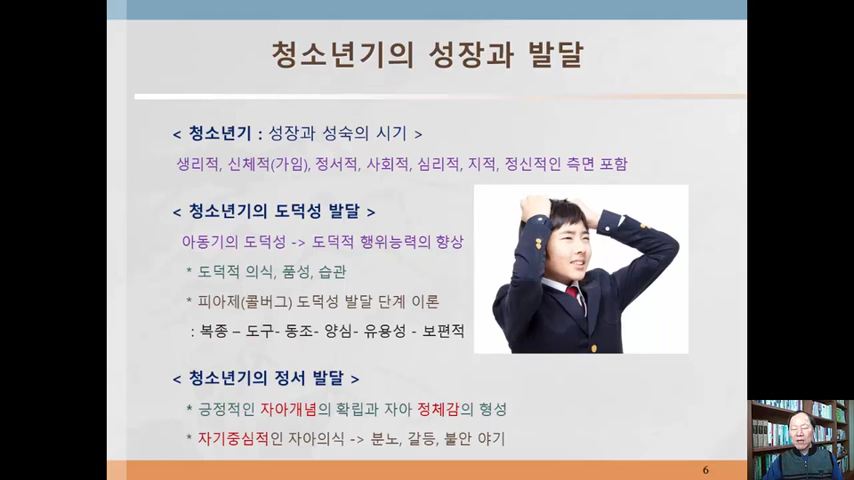 청소년기의 성장과 발달
< 청소년기 : 성장과 성숙의 시기 >
생리적, 신체적(가임), 정서적, 사회적, 심리적, 지적, 정신적인 측면 포함
< 청소년기의 도덕성 발달 >
아동기의 도덕성 -> 도덕적 행위능력의 향상
* 도덕적 의식, 품성, 습관
* 피아제(콜버그) 도덕성 발달 단계 이론
: 복종 – 도구- 동조- 양심- 유용성 - 보편적
< 청소년기의 정서 발달 >
* 긍정적인 자아개념의 확립과 자아 정체감의 형성
* 자기중심적인 자아의식 -> 분노, 갈등, 불안 야기
6